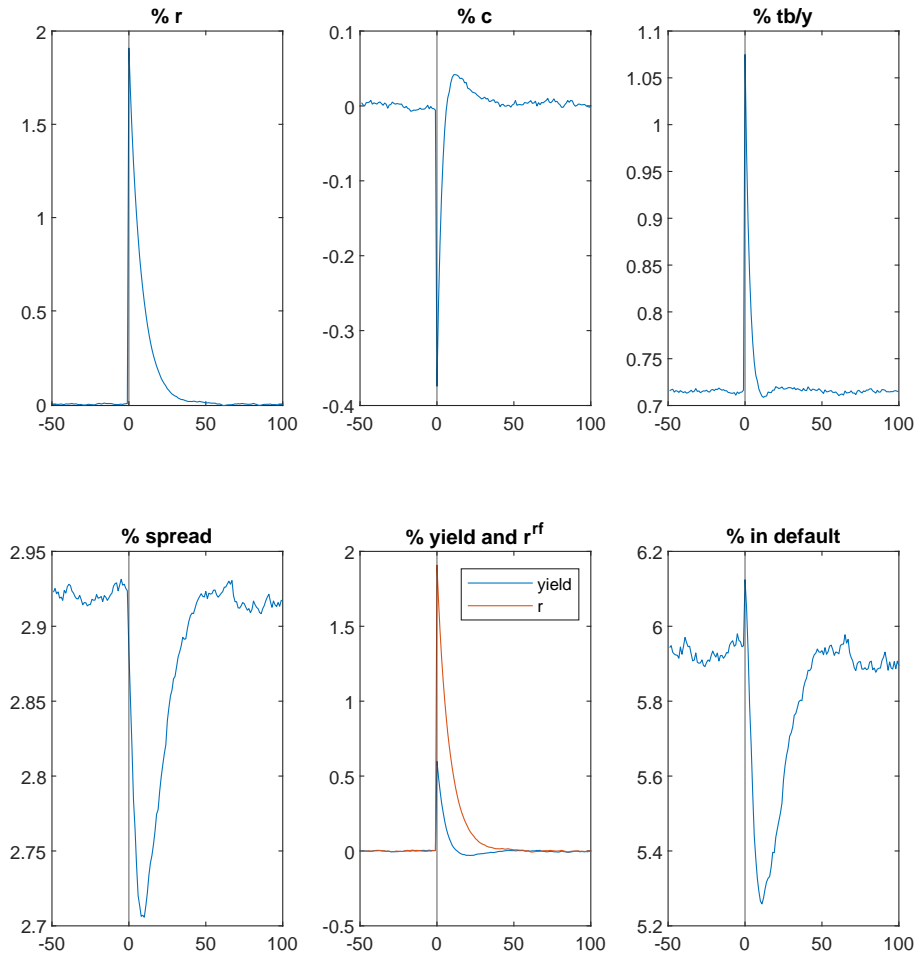 % r
2
1.5
1
0.5
0
-50 0 50 100
% c
0.1
0
-0.1
-0.2
-0.3
-0.4
-50 0 50 100
% tb/y
1.1
1.05
1
0.95
0.9
0.85
0.8
0.75
0.7
-50 0 50 100
% spread
2.95
2.9
2.85
2.8
2.75
2.7
-50 0 50 100
% yield and r^rf
2
1.5
1
0.5
0
-0.5
yield
r
-50 0 50 100
% in default
6.2
6
5.8
5.6
5.4
5.2
-50 0 50 100